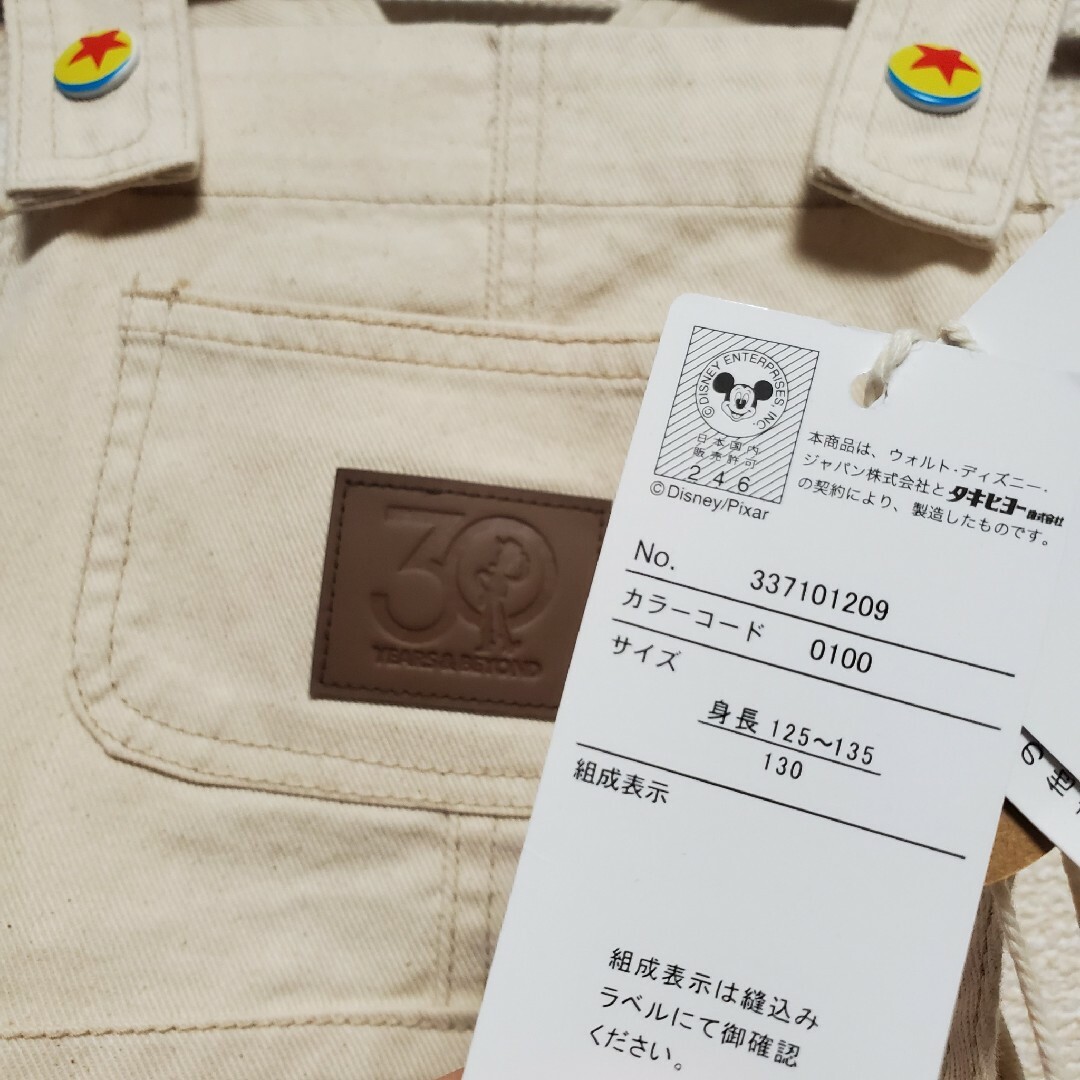 30
YEARS & BEYOND
© DISNEY ENTERPRISES, INC.
日本国内
販売許可
246
© Disney/Pixar
本商品は、ウォルト・ディズニー・
ジャパン株式会社とタキヒヨー株式会社
の契約により、製造したものです。
No. 337101209
カラーコード 0100
サイズ
身長 125～135
130
組成表示
組成表示は縫込み
ラベルにて御確認
ください。
の他